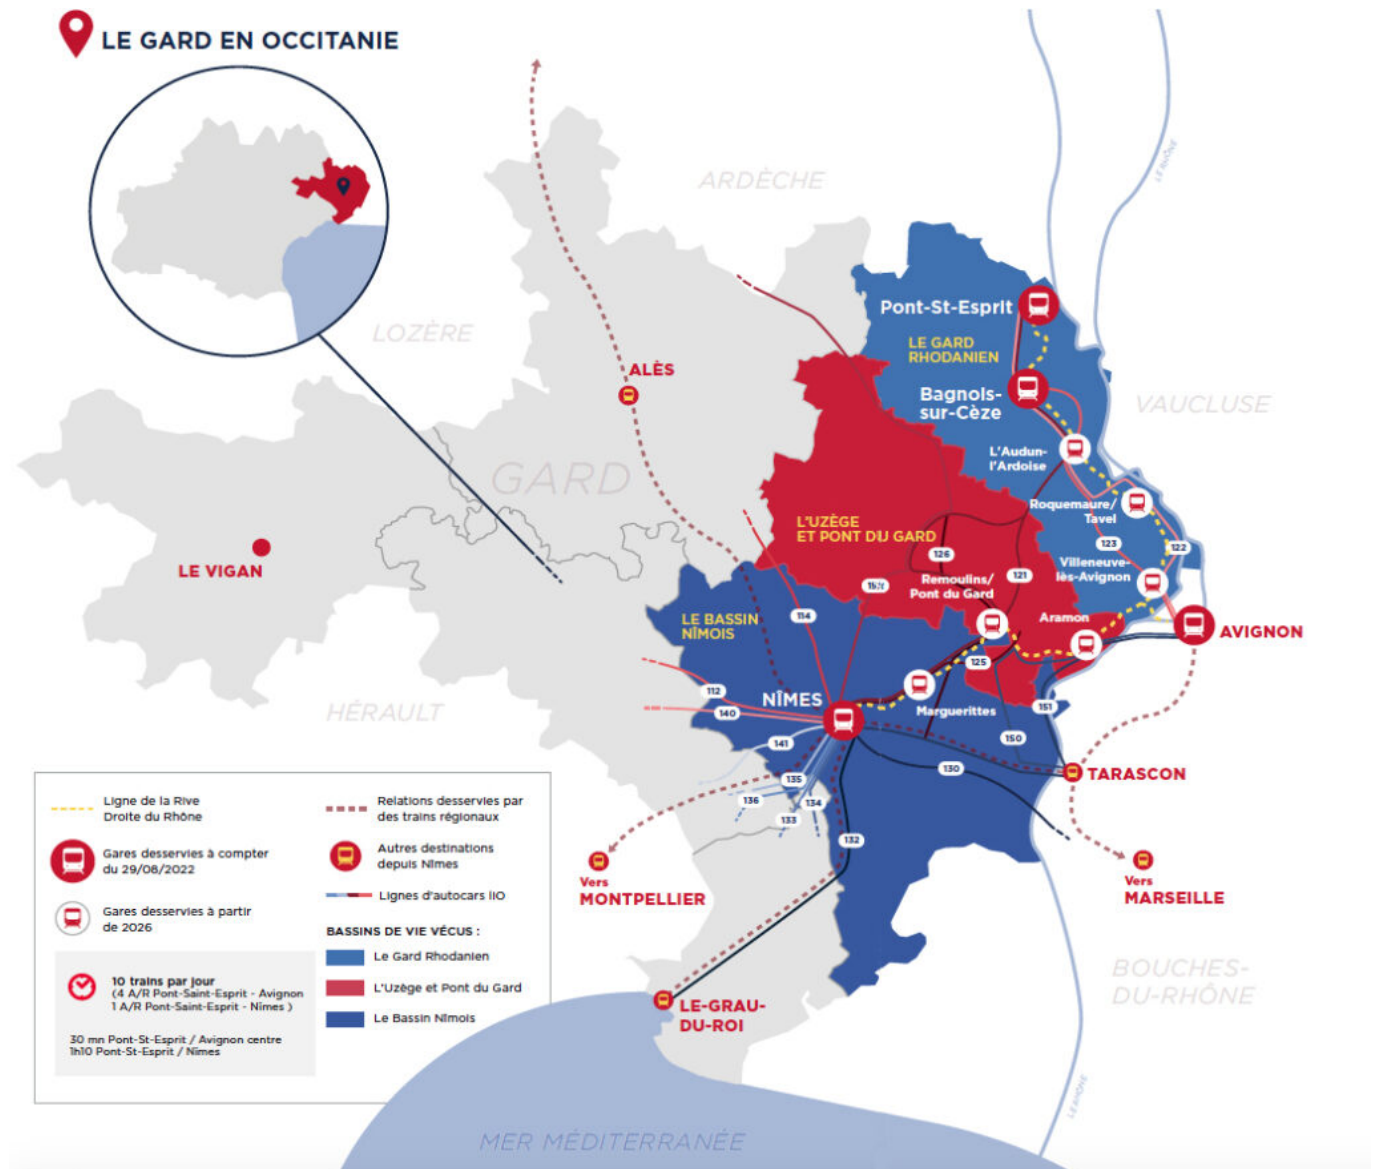 LE GARD EN OCCITANIE
ARDÈCHE
LE RHÔNE
LOZÈRE
Pont-St-Esprit
LE GARD
RHODANIEN
ALÈS
Bagnols-
sur-Cèze
VAUCLUSE
L'Audun-
l'Ardoise
GARD
Roquemaure/
Tavel
L'UZÈGE
ET PONT DU GARD
123
122
126
LE VIGAN
Villeneuve-
lès-Avignon
121
Remoulins/
Pont du Gard
114
Aramon
LE BASSIN
NÎMOIS
AVIGNON
125
112
NÎMES
140
Marguerittes
151
HÉRAULT
141
150
130
TARASCON
135
136
134
133
132
Vers
MONTPELLIER
Vers
MARSEILLE
BOUCHES-
DU-RHÔNE
LE-GRAU-
DU-ROI
LE RHÔNE
MER MÉDITERRANÉE
Ligne de la Rive
Droite du Rhône
Gares desservies à compter
du 29/08/2022
Gares desservies à partir
de 2026
10 trains par jour
(4 A/R Pont-Saint-Esprit - Avignon
1 A/R Pont-Saint-Esprit - Nimes )
30 mn Pont-St-Esprit / Avignon centre
1h10 Pont-St-Esprit / Nimes
Relations desservies par
des trains régionaux
Autres destinations
depuis Nîmes
Lignes d'autocars liO
BASSINS DE VIE VÉCUS :
Le Gard Rhodanien
L'Uzège et Pont du Gard
Le Bassin Nîmois